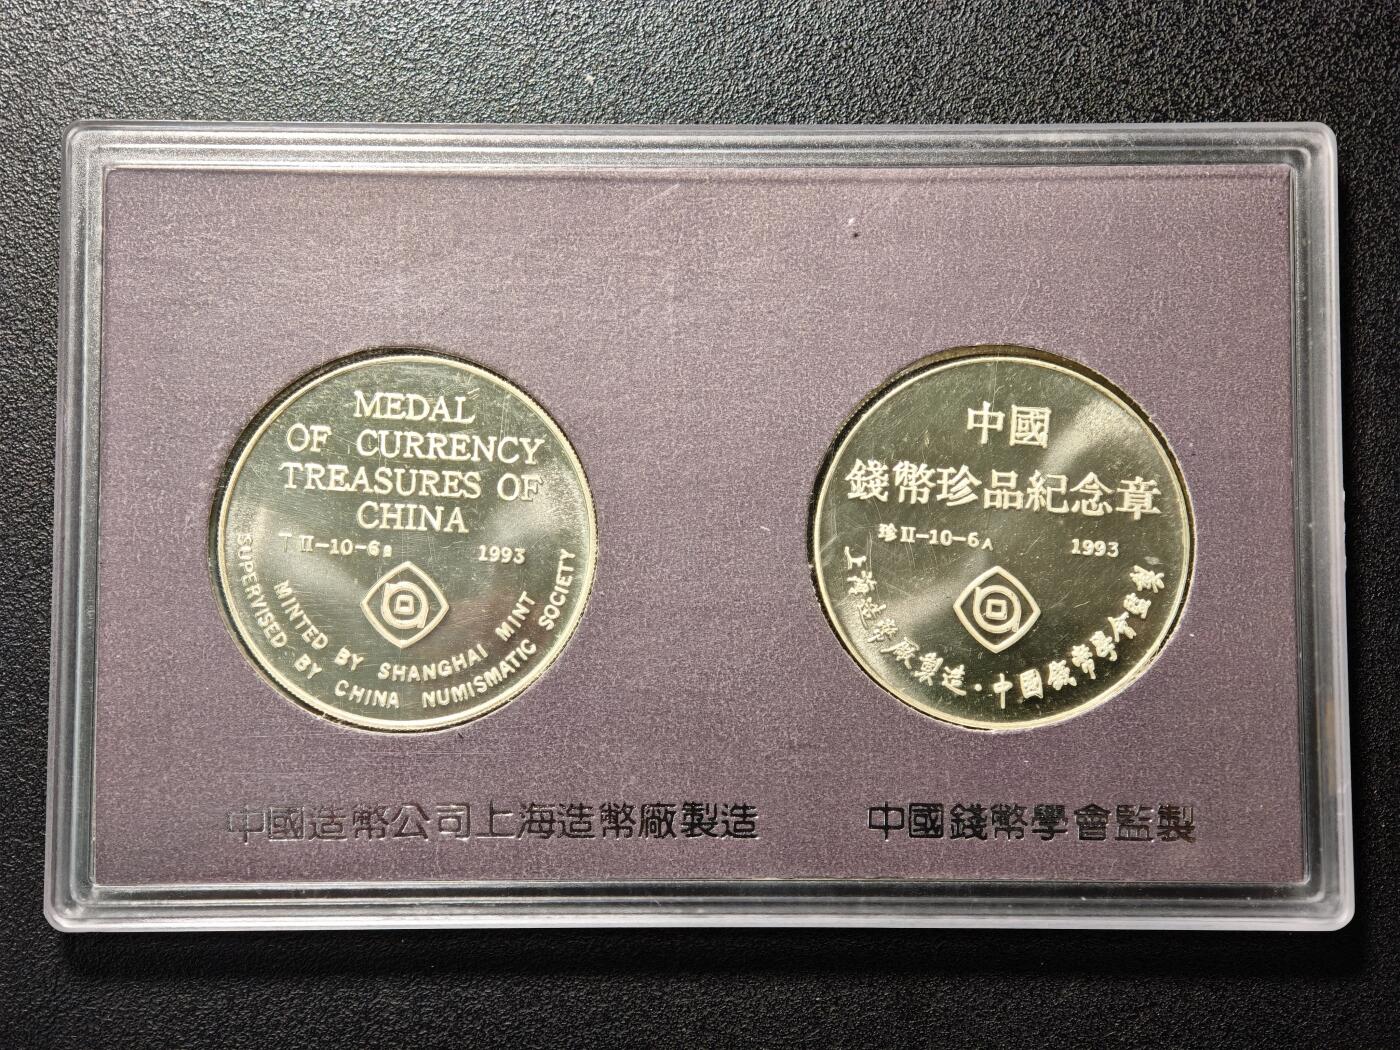 MEDAL
OF CURRENCY
TREASURES OF
CHINA
T II-10-6B 1993
MINTED BY SHANGHAI MINT
SUPERVISED BY CHINA NUMISMATIC SOCIETY
中國
錢幣珍品紀念章
珍II-10-6A 1993
上海造幣厰製造·中國錢幣學會監製
中國造幣公司上海造幣廠製造
中國錢幣學會監製